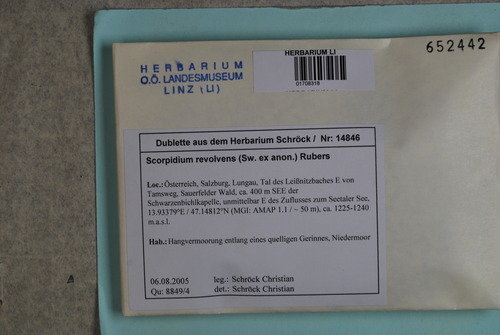 HERBARIUM
O.Ö. LANDESMUSEUM
LINZ (LI)
HERBARIUM LI
01706318
652442
Dublette aus dem Herbarium Schröck / Nr: 14846
Scorpidium revolvens (Sw. ex anon.) Rubers
Loc.: Österreich, Salzburg, Lungau, Tal des Leißnitzbaches E von
Tamsweg, Sauerfelder Wald, ca. 400 m SEE der
Schwarzenbichlkapelle, unmittelbar E des Zuflusses zum Seetaler See,
13.93379°E / 47.14812°N (MGI: AMAP 1.1 / ~ 50 m), ca. 1225-1240
m.a.s.l.
Hab.: Hangvermoorung entlang eines quelligen Gerinnes, Niedermoor
06.08.2005 leg.: Schröck Christian
Qu: 8849/4 det.: Schröck Christian